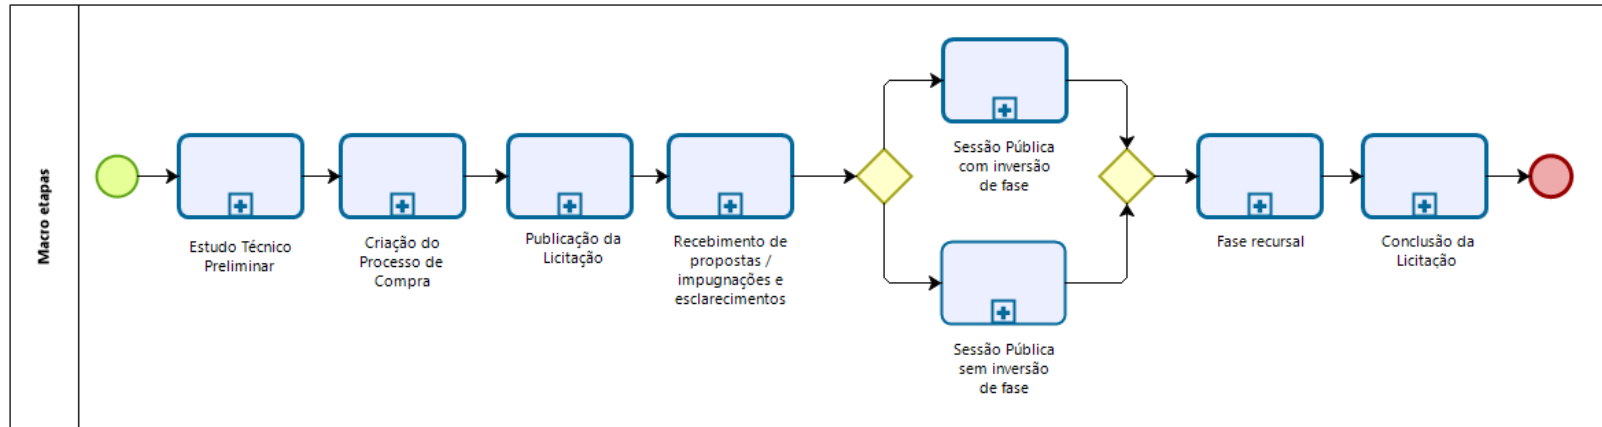 Macro etapas
Estudo Técnico
Preliminar
Criação do
Processo de
Compra
Publicação da
Licitação
Recebimento de
propostas /
impugnações e
esclarecimentos
Sessão Pública
com inversão
de fase
Sessão Pública
sem inversão
de fase
Fase recursal
Conclusão da
Licitação